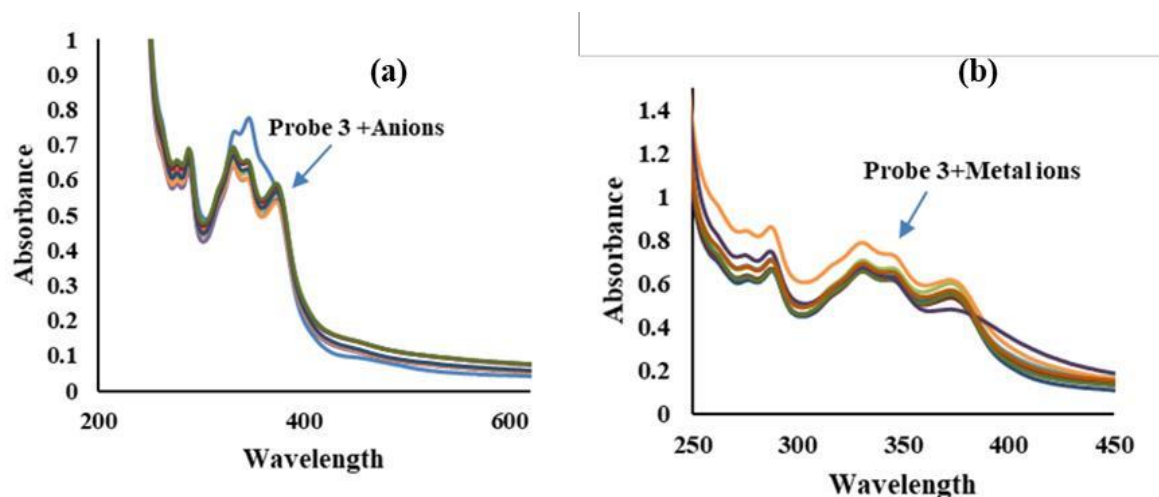 (a)
1
0.9
0.8
0.7
0.6
0.5
0.4
0.3
0.2
0.1
0
Absorbance
Probe 3 +Anions
200 400 600
Wavelength
(b)
1.4
1.2
1
0.8
0.6
0.4
0.2
0
Absorbance
Probe 3+Metal ions
250 300 350 400 450
Wavelength